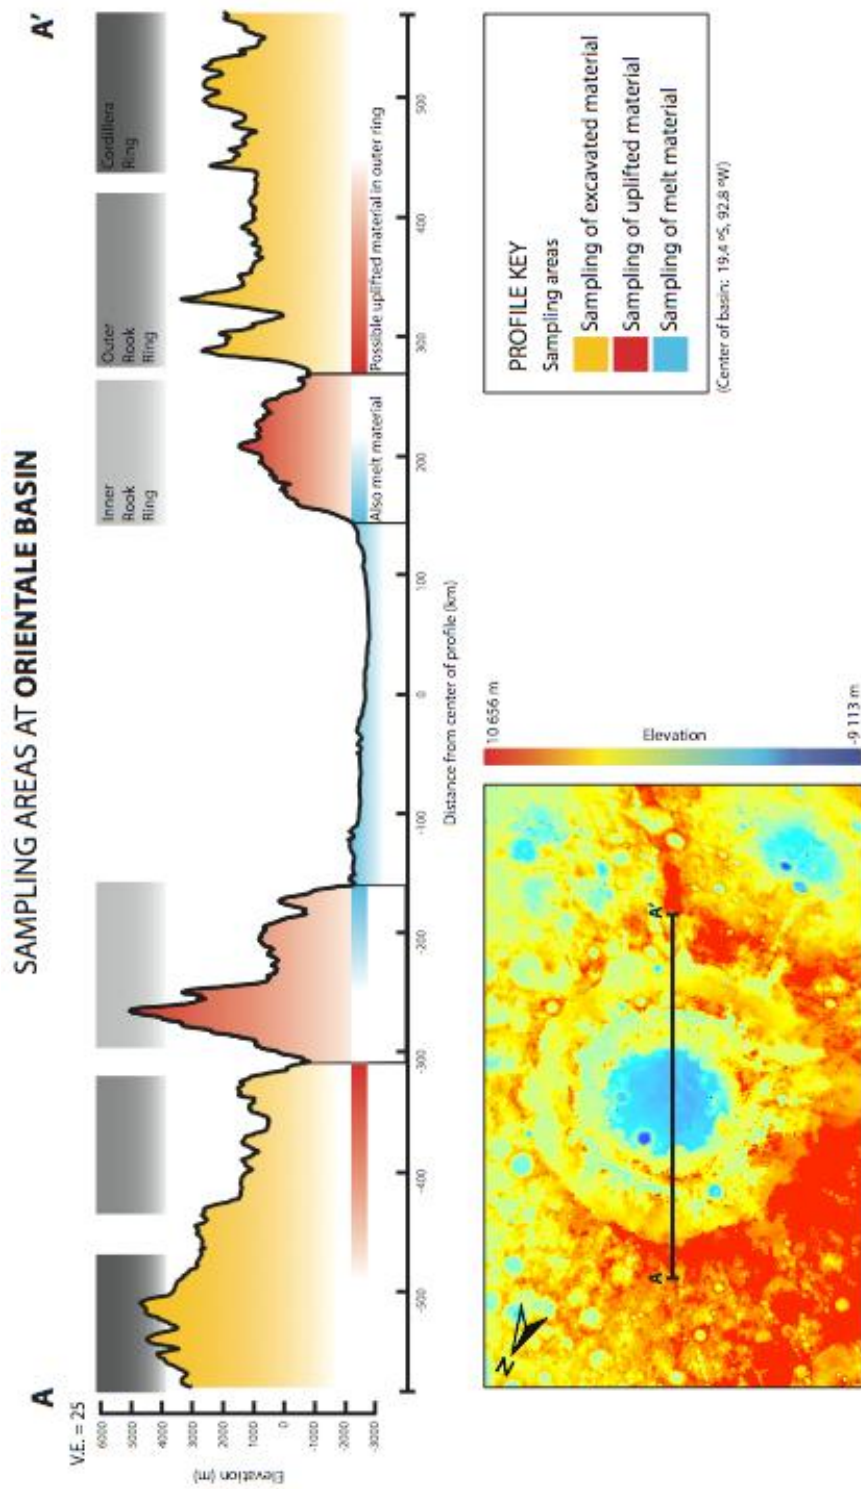 SAMPLING AREAS AT ORIENTALE BASIN
A
A'
V.E. = 25
Inner
Rook
Ring
Outer
Rook
Ring
Cordillera
Ring
6000
5000
4000
3000
2000
1000
0
-1000
-2000
-3000
Elevation (m)
Also melt material
Possible uplifted material in outer ring
-500
-400
-300
-200
-100
0
100
200
300
400
500
Distance from center of profile (km)
N
A
A'
10 656 m
Elevation
-9 113 m
PROFILE KEY
Sampling areas
Sampling of excavated material
Sampling of uplifted material
Sampling of melt material
(Center of basin: 19.4 ºS, 92.8 ºW)